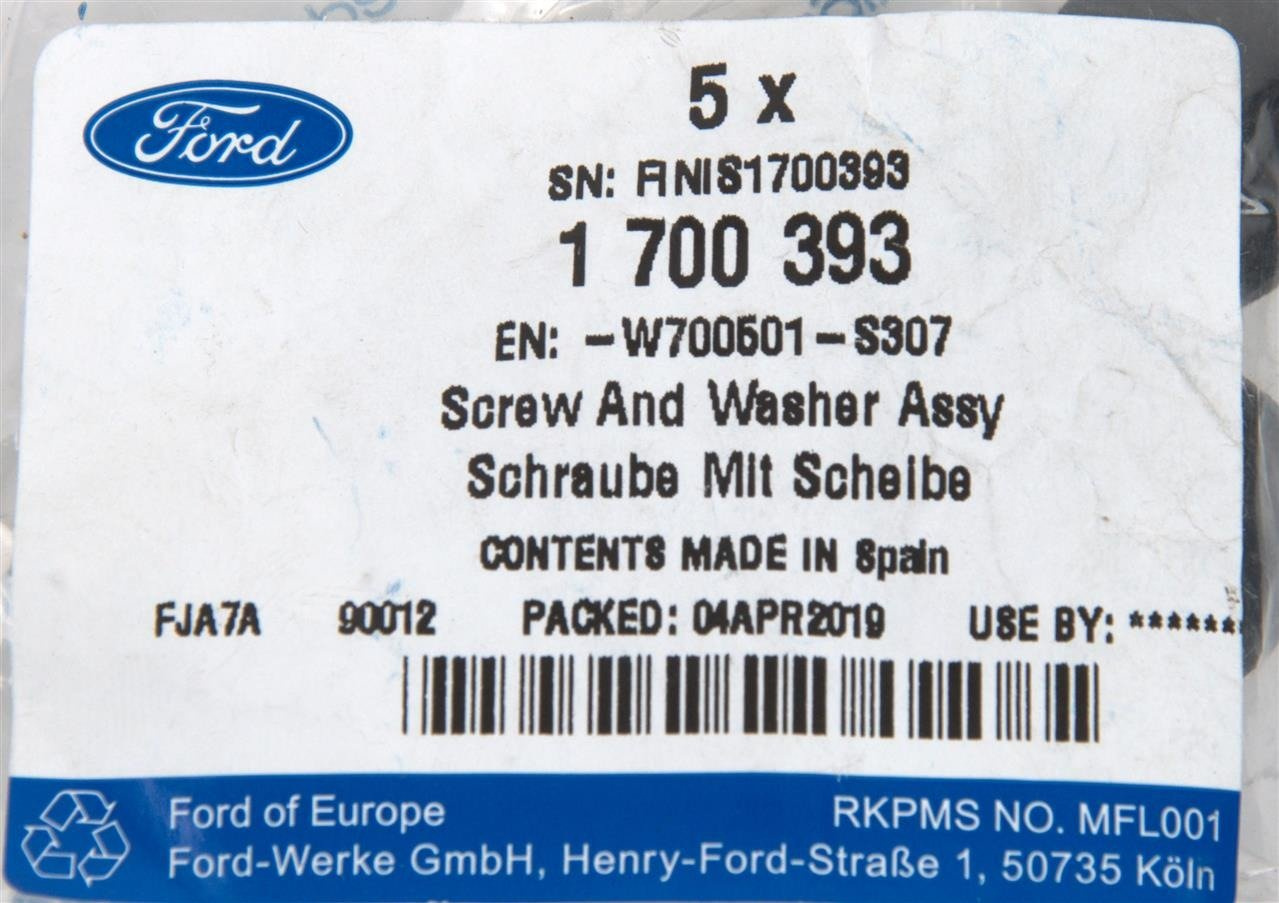 Ford
5 x
SN: FINIS1700393
1 700 393
EN: -W700501-S307
Screw And Washer Assy
Schraube Mit Scheibe
CONTENTS MADE IN Spain
FJA7A 90012 PACKED: 04APR2019 USE BY: *******
Ford of Europe RKPMS NO. MFL001
Ford-Werke GmbH, Henry-Ford-Straße 1, 50735 Köln